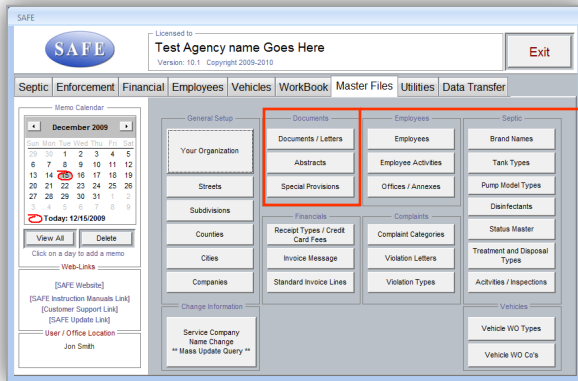 SAFE
SAFE
Licensed to
Test Agency name Goes Here
Version: 10.1 Copyright 2009-2010
Exit
Septic Enforcement Financial Employees Vehicles WorkBook Master Files Utilities Data Transfer
Memo Calendar
December 2009
Sun Mon Tue Wed Thu Fri Sat
29 30 1 2 3 4 5
6 7 8 9 10 11 12
13 14 15 16 17 18 19
20 21 22 23 24 25 26
27 28 29 30 31 1 2
3 4 5 6 7 8 9
Today: 12/15/2009
View All Delete
Click on a day to add a memo
Web-Links
[SAFE Website]
[SAFE Instruction Manuals Link]
[Customer Support Link]
[SAFE Update Link]
User / Office Location
Jon Smith
General Setup
Your Organization
Streets
Subdivisions
Counties
Cities
Companies
Change Information
Service Company
Name Change
** Mass Update Query **
Documents
Documents / Letters
Abstracts
Special Provisions
Financials
Receipt Types / Credit
Card Fees
Invoice Message
Standard Invoice Lines
Employees
Employees
Employee Activities
Offices / Annexes
Complaints
Complaint Categories
Violation Letters
Violation Types
Septic
Brand Names
Tank Types
Pump Model Types
Disinfectants
Status Master
Treatment and Disposal
Types
Acitvities / Inspections
Vehicles
Vehicle WO Types
Vehicle WO Co's